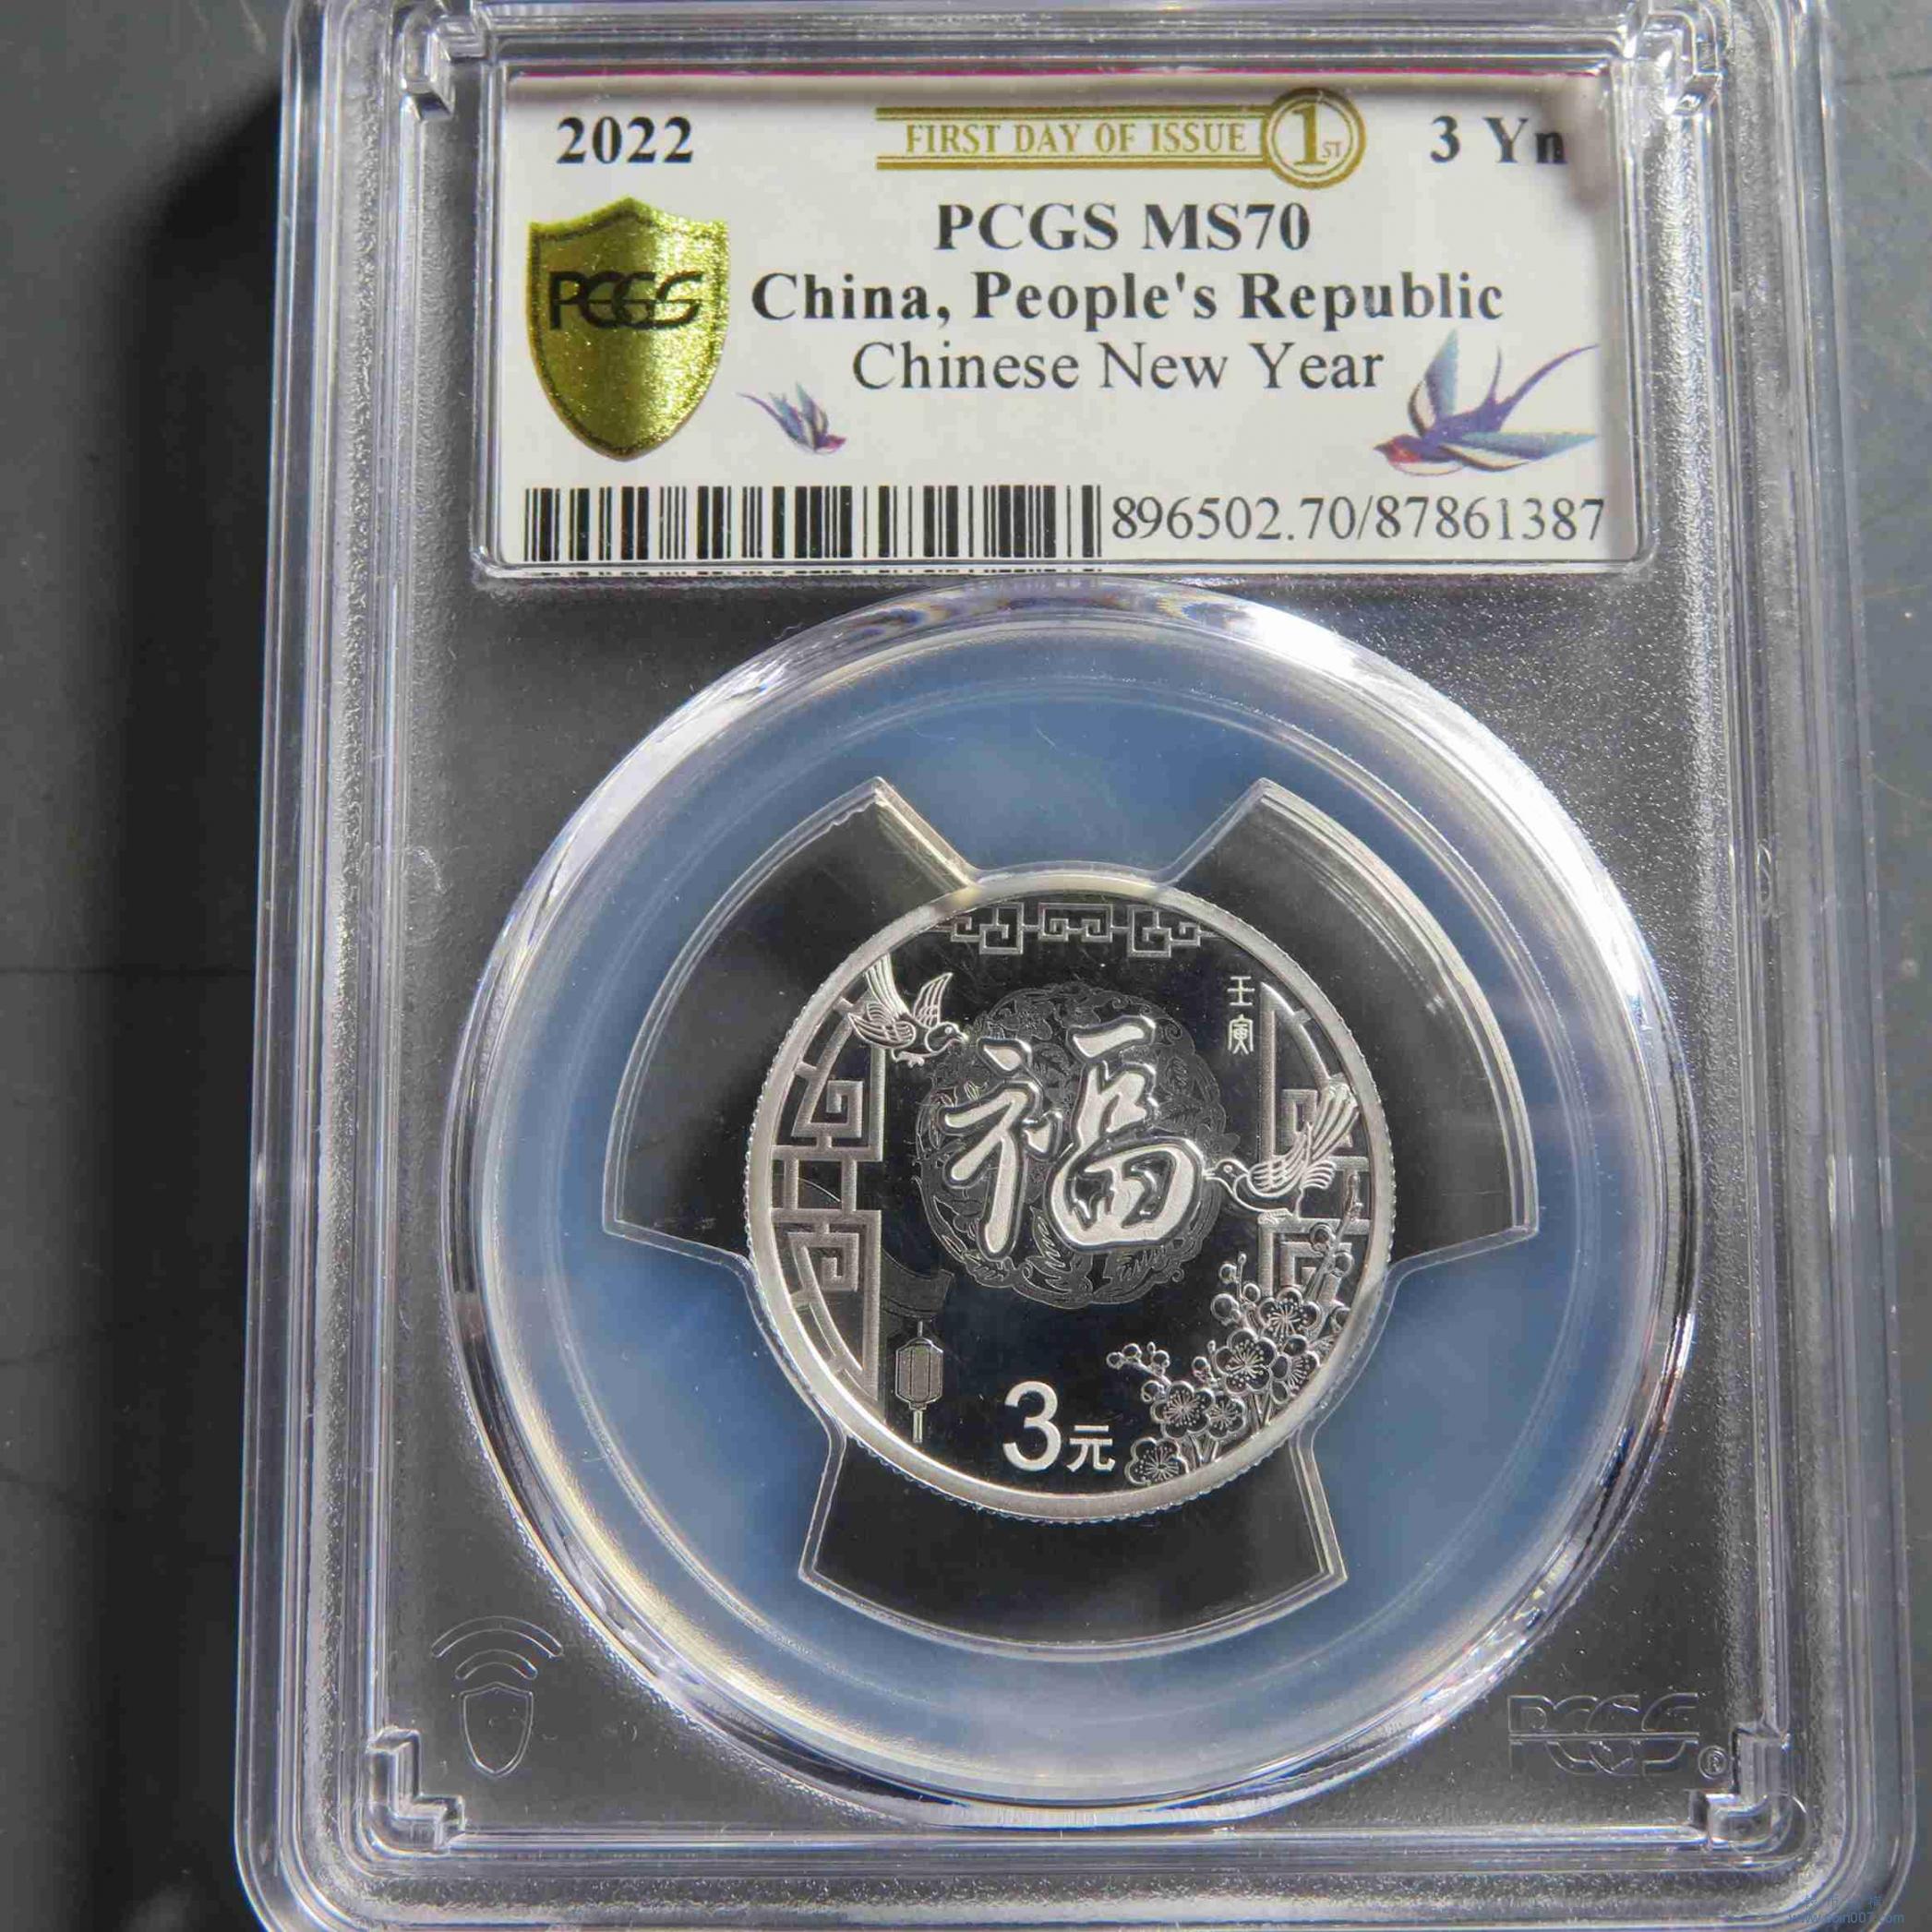 2022
FIRST DAY OF ISSUE 1ST
3 Yn
PCGS MS70
PCGS
China, People's Republic
Chinese New Year
896502.70/87861387
壬寅
福
3元
PCGS®